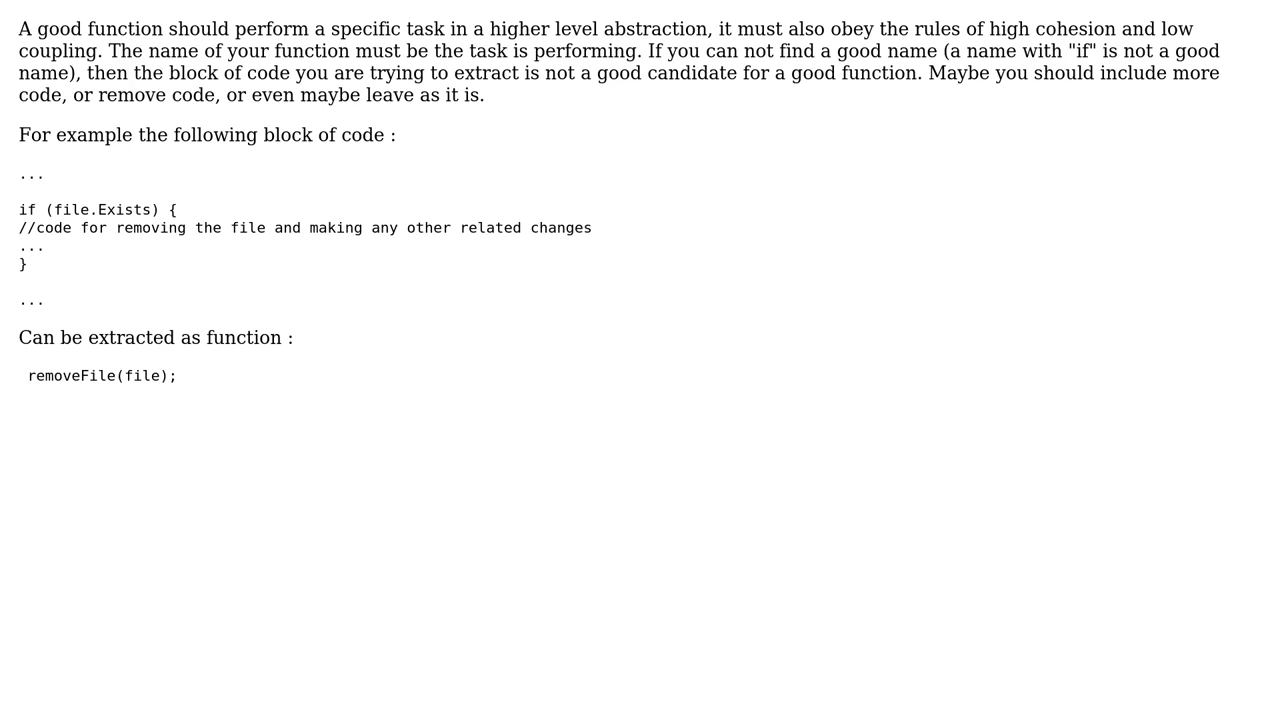 A good function should perform a specific task in a higher level abstraction, it must also obey the rules of high cohesion and low
coupling. The name of your function must be the task is performing. If you can not find a good name (a name with "if" is not a good
name), then the block of code you are trying to extract is not a good candidate for a good function. Maybe you should include more
code, or remove code, or even maybe leave as it is.
For example the following block of code :
...
if (file.Exists) {
//code for removing the file and making any other related changes
...
}
...
Can be extracted as function :
removeFile(file);